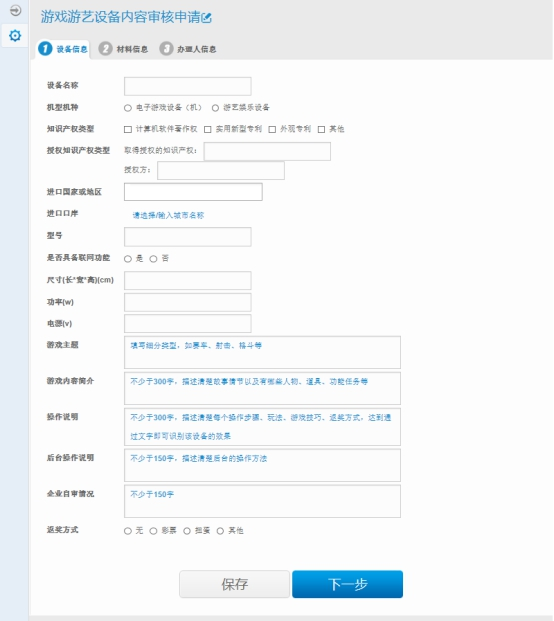 游戏游艺设备内容审核申请
1 设备信息 2 材料信息 3 办理人信息
设备名称
机型机种 电子游戏设备（机） 游艺娱乐设备
知识产权类型 计算机软件著作权 实用新型专利 外观专利 其他
授权知识产权类型 取得授权的知识产权：
授权方：
进口国家或地区
进口口岸 请选择/输入城市名称
型号
是否具备联网功能 是 否
尺寸(长*宽*高)(cm)
功率(w)
电源(v)
游戏主题 填写细分类型，如赛车、射击、格斗等
游戏内容简介 不少于300字，描述清楚故事情节以及有哪些人物、道具、功能任务等
操作说明 不少于300字，描述清楚每个操作步骤、玩法、游戏技巧、返奖方式，达到通
过文字即可识别该设备的效果
后台操作说明 不少于150字，描述清楚后台的操作方法
企业自审情况 不少于150字
返奖方式 无 彩票 扭蛋 其他
保存 下一步